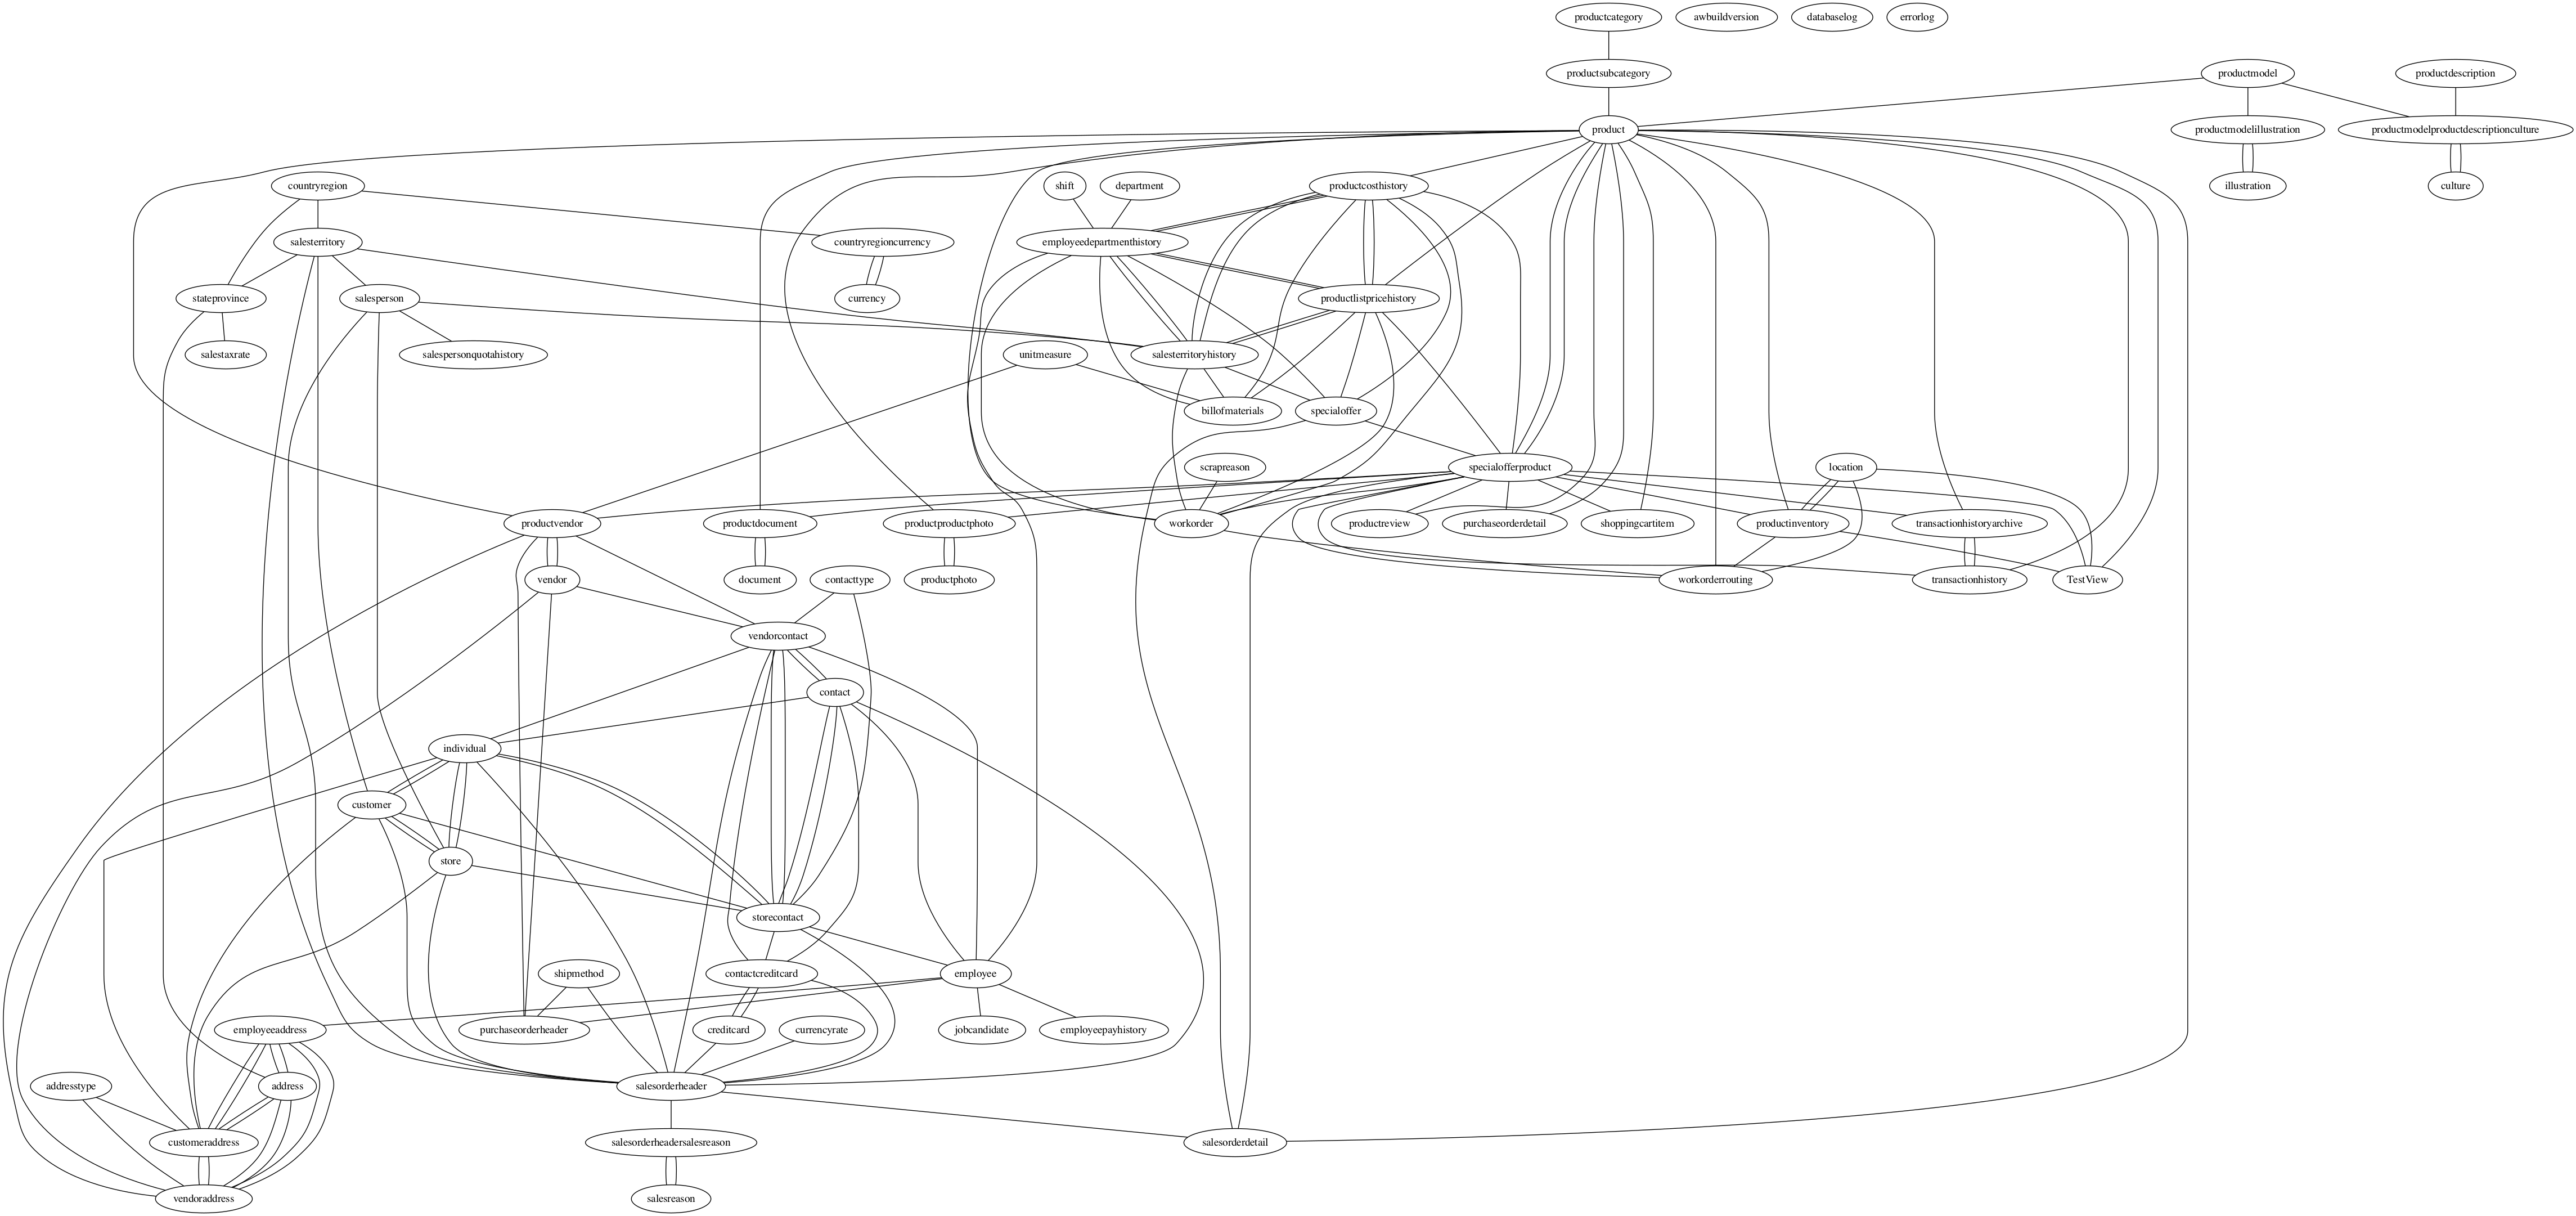 productcategory
awbuildversion
databaselog
errorlog
productsubcategory
productmodel
productdescription
product
productmodelillustration
productmodelproductdescriptionculture
countryregion
shift
department
productcosthistory
illustration
culture
salesterritory
countryregioncurrency
employeedepartmenthistory
stateprovince
salesperson
currency
productlistpricehistory
salestaxrate
salespersonquotahistory
unitmeasure
salesterritoryhistory
billofmaterials
specialoffer
scrapreason
specialofferproduct
location
productvendor
productdocument
productproductphoto
workorder
productreview
purchaseorderdetail
shoppingcartitem
productinventory
transactionhistoryarchive
vendor
document
contacttype
productphoto
workorderrouting
transactionhistory
TestView
vendorcontact
contact
individual
customer
store
storecontact
shipmethod
contactcreditcard
employee
employeeaddress
purchaseorderheader
creditcard
currencyrate
jobcandidate
employeepayhistory
addresstype
address
salesorderheader
customeraddress
salesorderheadersalesreason
salesorderdetail
vendoraddress
salesreason